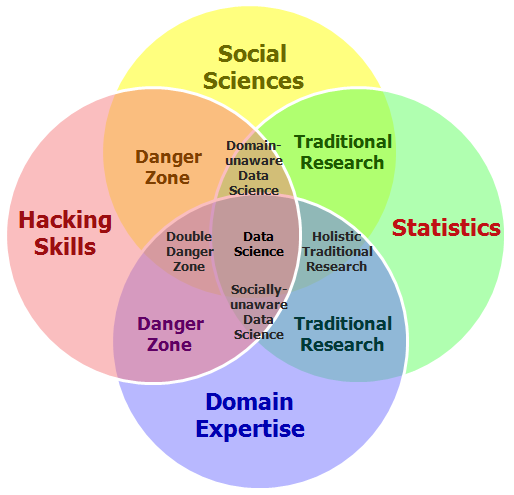 Social
Sciences
Danger
Zone
Domain-
unaware
Data
Science
Traditional
Research
Hacking
Skills
Double
Danger
Zone
Data
Science
Holistic
Traditional
Research
Statistics
Socially-
unaware
Data
Science
Danger
Zone
Traditional
Research
Domain
Expertise